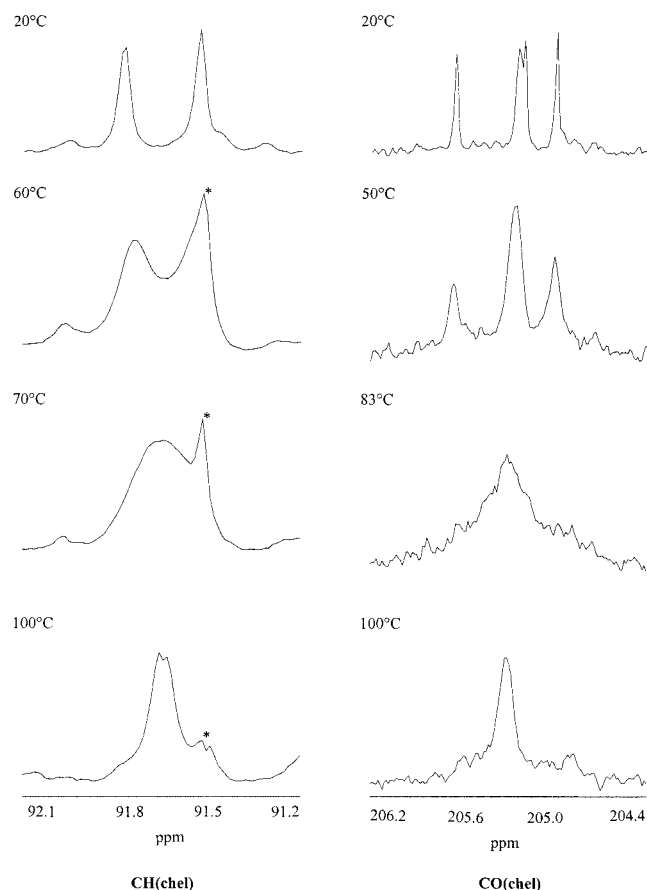 20°C
20°C
60°C
*
50°C
70°C
*
83°C
100°C
*
100°C
92.1 91.8 91.5 91.2
ppm
206.2 205.6 205.0 204.4
ppm
CH(chel)
CO(chel)